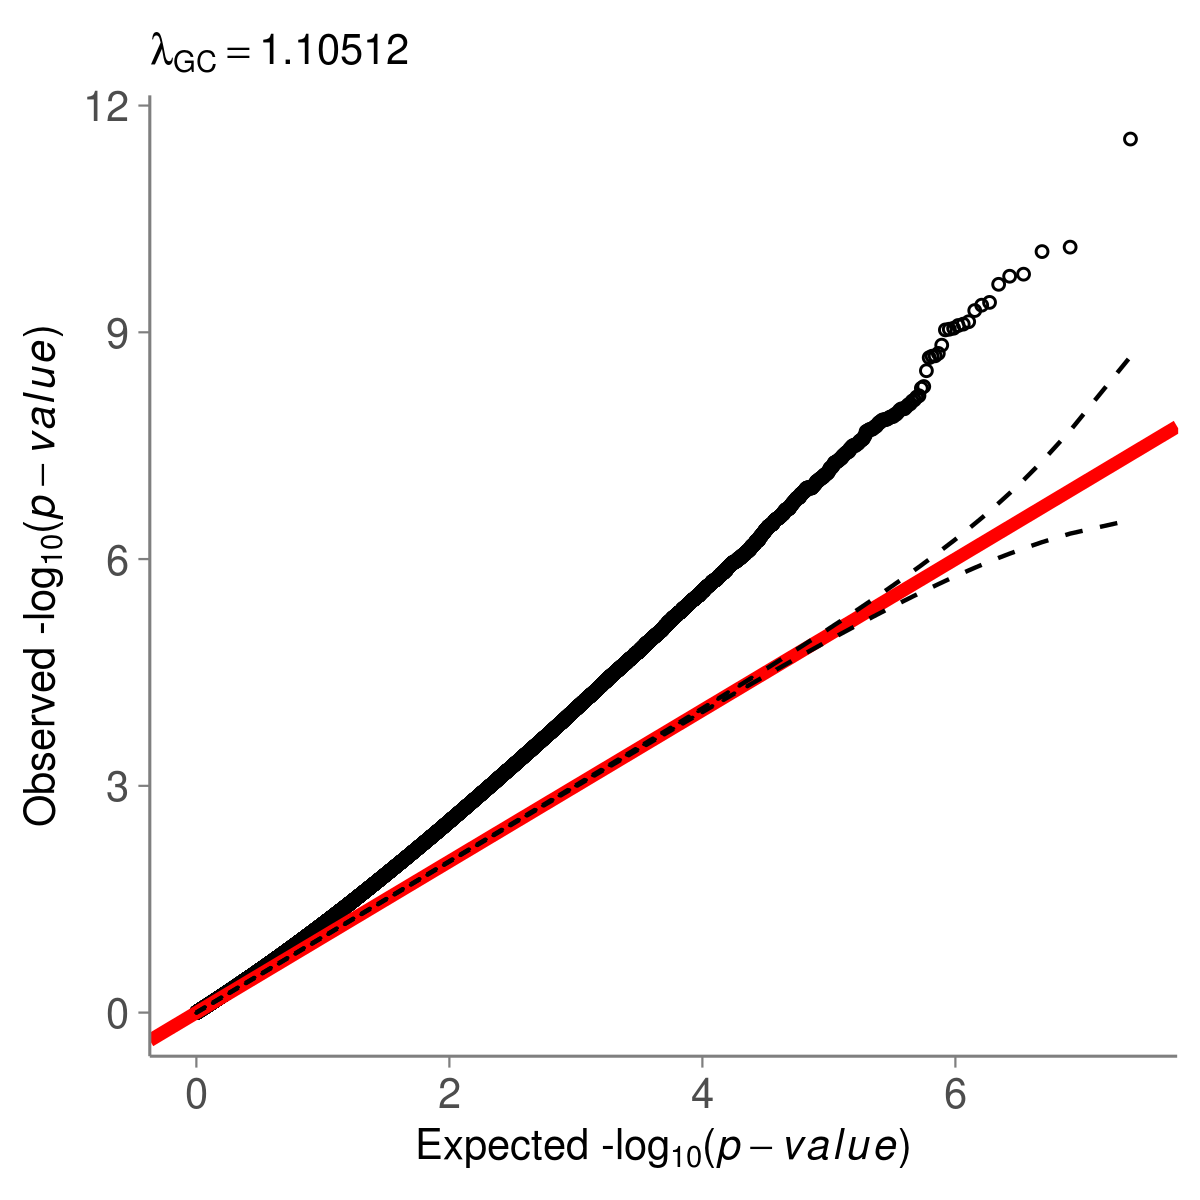 λGC = 1.10512
12
9
6
3
0
Observed -log10(p − value)
0 2 4 6
Expected -log10(p − value)